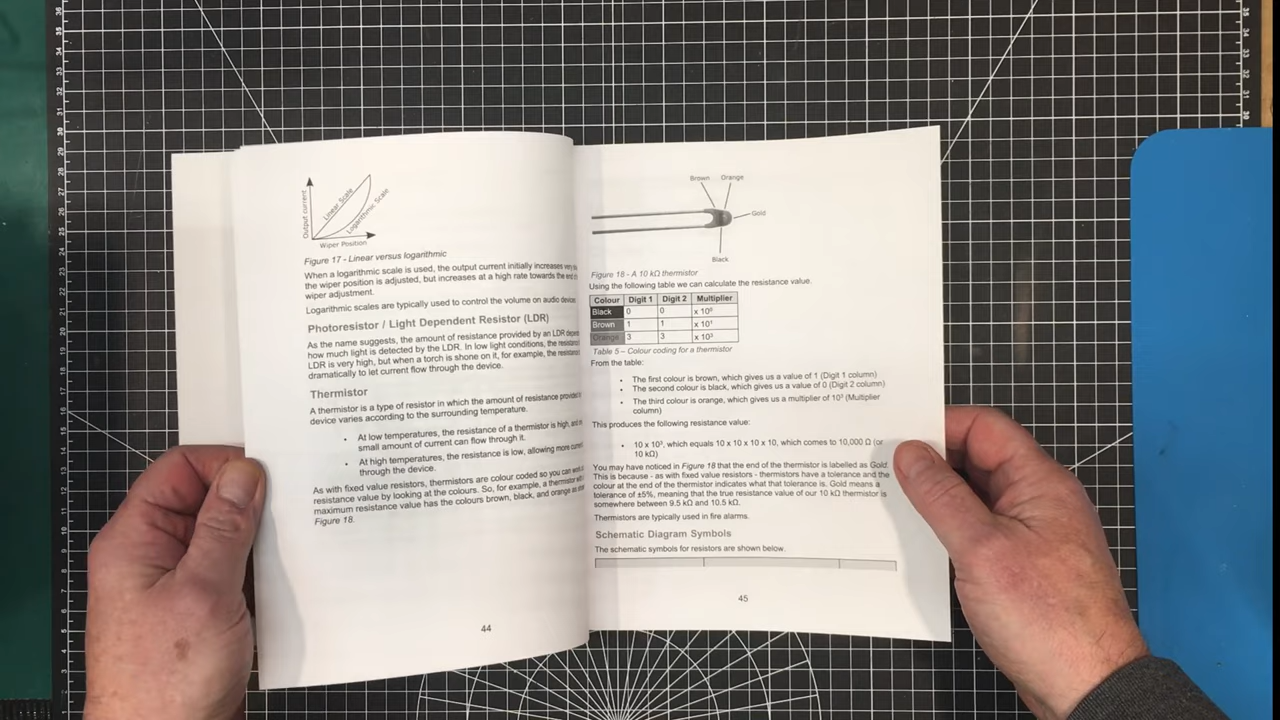 Output current
Linear Scale
Logarithmic Scale
Wiper Position
Figure 17 - Linear versus logarithmic
When a logarithmic scale is used, the output current initially increases very
the wiper position is adjusted, but increases at a high rate towards the end
wiper adjustment.
Logarithmic scales are typically used to control the volume on audio devices
Photoresistor / Light Dependent Resistor (LDR)
As the name suggests, the amount of resistance provided by an LDR
how much light is detected by the LDR. In low light conditions, the
LDR is very high, but when a torch is shone on it, for example, the
dramatically to let current flow through the device.
Thermistor
A thermistor is a type of resistor in which the amount of resistance
device varies according to the surrounding temperature.
• At low temperatures, the resistance of a thermistor is high,
small amount of current can flow through it.
• At high temperatures, the resistance is low, allowing more
through the device.
As with fixed value resistors, thermistors are colour coded so you can
resistance value by looking at the colours. So, for example, a thermistor
maximum resistance value has the colours brown, black, and orange
Figure 18.
44
Brown Orange
Gold
Black
Figure 18 - A 10 kΩ thermistor
Using the following table we can calculate the resistance value.
Colour Digit 1 Digit 2 Multiplier
Black 0 0 x 10⁰
Brown 1 1 x 10¹
Orange 3 3 x 10³
Table 5 – Colour coding for a thermistor
From the table:
• The first colour is brown, which gives us a value of 1 (Digit 1 column)
• The second colour is black, which gives us a value of 0 (Digit 2 column)
• The third colour is orange, which gives us a multiplier of 10³ (Multiplier
column)
This produces the following resistance value:
• 10 x 10³, which equals 10 x 10 x 10 x 10, which comes to 10,000 Ω (or
10 kΩ)
You may have noticed in Figure 18 that the end of the thermistor is labelled as Gold.
This is because - as with fixed value resistors - thermistors have a tolerance and the
colour at the end of the thermistor indicates what that tolerance is. Gold means a
tolerance of ±5%, meaning that the true resistance value of our 10 kΩ thermistor is
somewhere between 9.5 kΩ and 10.5 kΩ.
Thermistors are typically used in fire alarms.
Schematic Diagram Symbols
The schematic symbols for resistors are shown below.
45